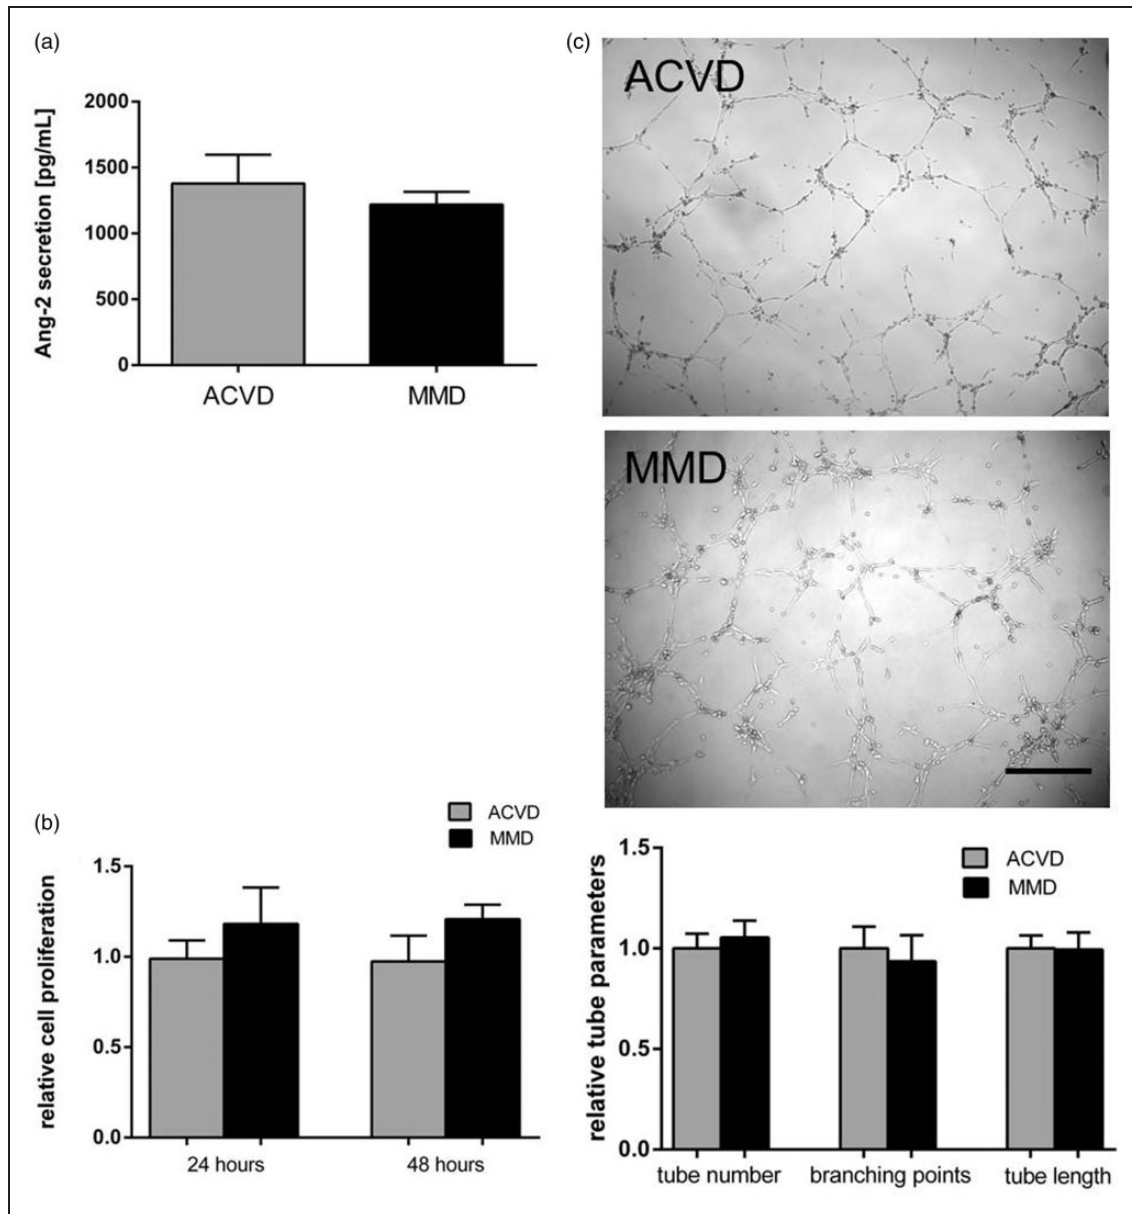 (a)
2000
1500
1000
500
0
Ang-2 secretion [pg/mL]
ACVD MMD
(c)
ACVD
MMD
(b)
ACVD
MMD
1.5
1.0
0.5
0.0
relative cell proliferation
24 hours 48 hours
ACVD
MMD
1.5
1.0
0.5
0.0
relative tube parameters
tube number branching points tube length